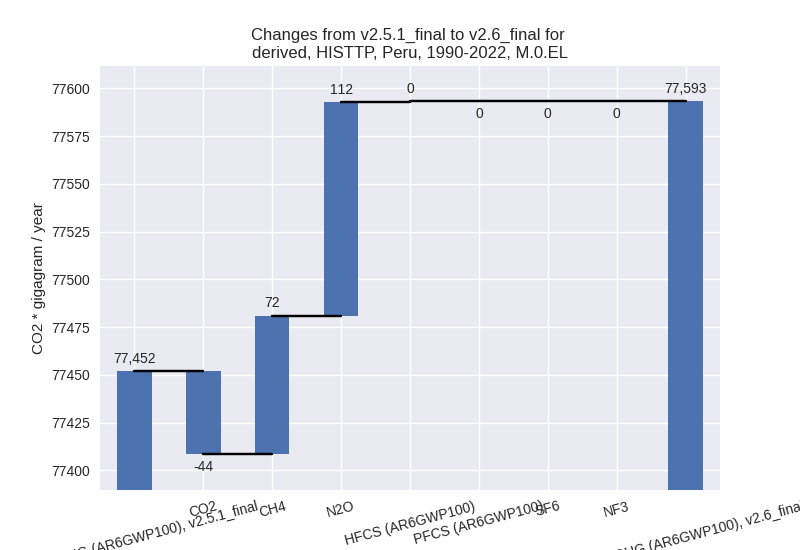 Changes from v2.5.1_final to v2.6_final for
derived, HISTTP, Peru, 1990-2022, M.0.EL
CO2 * gigagram / year
77600
77575
77550
77525
77500
77475
77450
77425
77400
77,452
-44
72
112
0
0
0
0
77,593
(AR6GWP100), v2.5.1_final
CO2
CH4
N2O
HFCS (AR6GWP100)
PFCS (AR6GWP100)
SF6
NF3
(AR6GWP100), v2.6_final